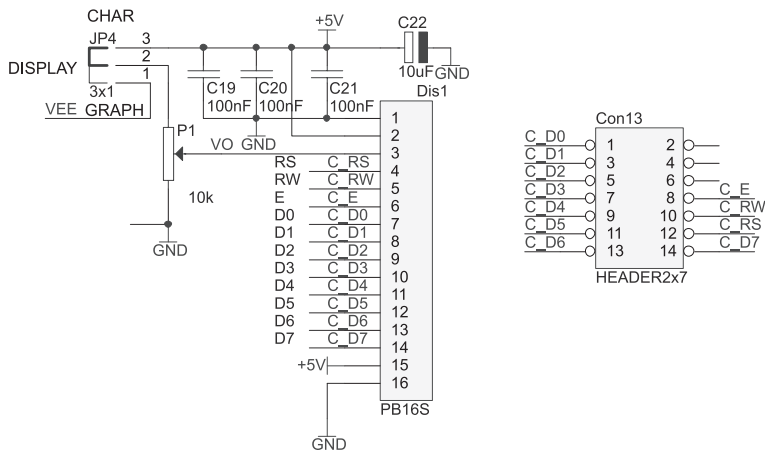 CHAR
JP4
3
2
DISPLAY
1
3x1
VEE GRAPH
+5V
C22
10uF
GND
C19
100nF
C20
100nF
C21
100nF
GND
P1
10k
GND
VO
Dis1
1
2
3
RS C_RS 4
RW C_RW 5
E C_E 6
D0 C_D0 7
D1 C_D1 8
D2 C_D2 9
D3 C_D3 10
D4 C_D4 11
D5 C_D5 12
D6 C_D6 13
D7 C_D7 14
+5V 15
16
GND
PB16S
Con13
C_D0 1 2
C_D1 3 4
C_D2 5 6
C_D3 7 8 C_E
C_D4 9 10 C_RW
C_D5 11 12 C_RS
C_D6 13 14 C_D7
HEADER2x7